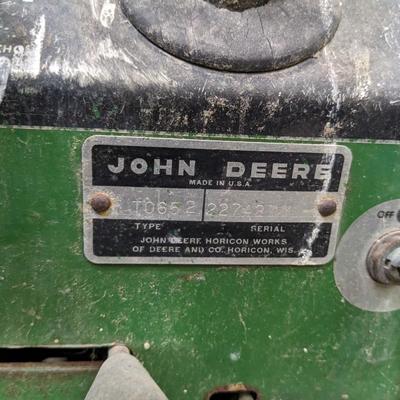 JOHN DEERE
MADE IN U.S.A.
TYPE SERIAL
JOHN DEERE HORICON WORKS
OF DEERE AND CO. HORICON, WIS.
OFF